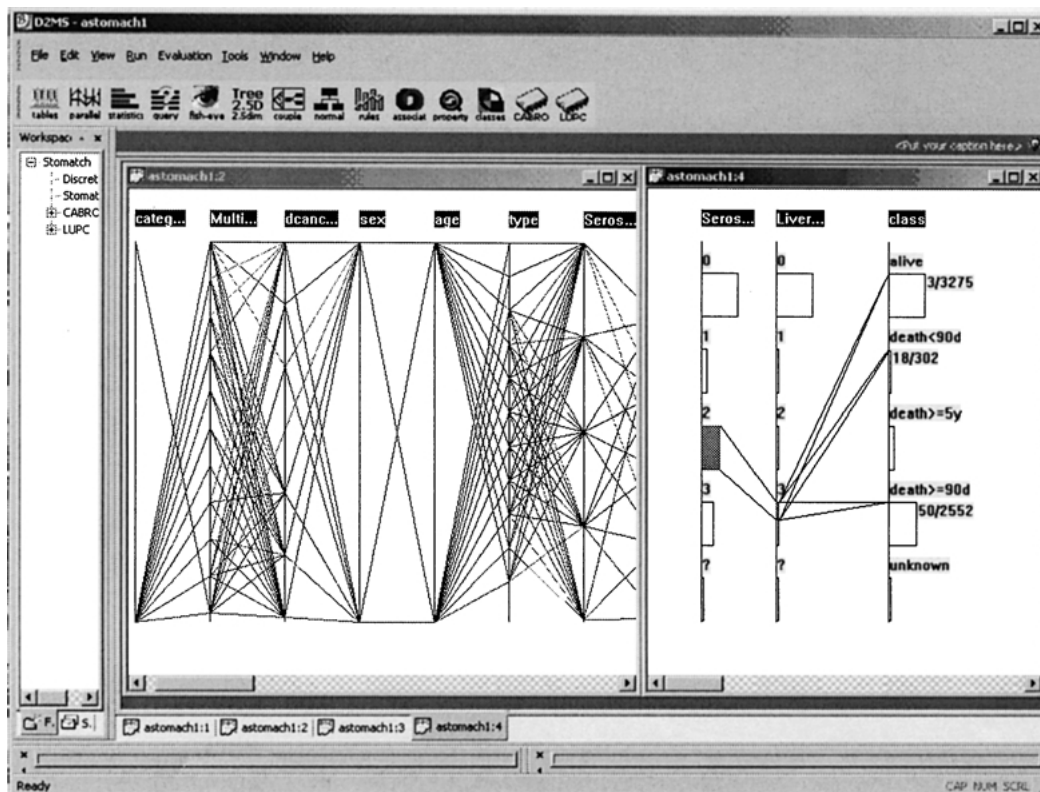 D2MS - astomach1
File Edit View Run Evaluation Tools Window Help
tables parallel statistics query fish-eye Tree 2.5D 2.5dim couple normal rules associat property classes CABRO LUPC
Workspac
<Put your caption here>
Stomatch
Discret
Stomat
CABRC
LUPC
astomach1:2
categ... Multi... dcanc... sex age type Seros...
astomach1:4
Seros... Liver... class
0 0 alive
3/3275
1 1 death<90d
18/302
2 2 death>=5y
3 3 death>=90d
50/2552
? ? unknown
F. S.
astomach1:1 astomach1:2 astomach1:3 astomach1:4
Ready
CAP NUM SCRL